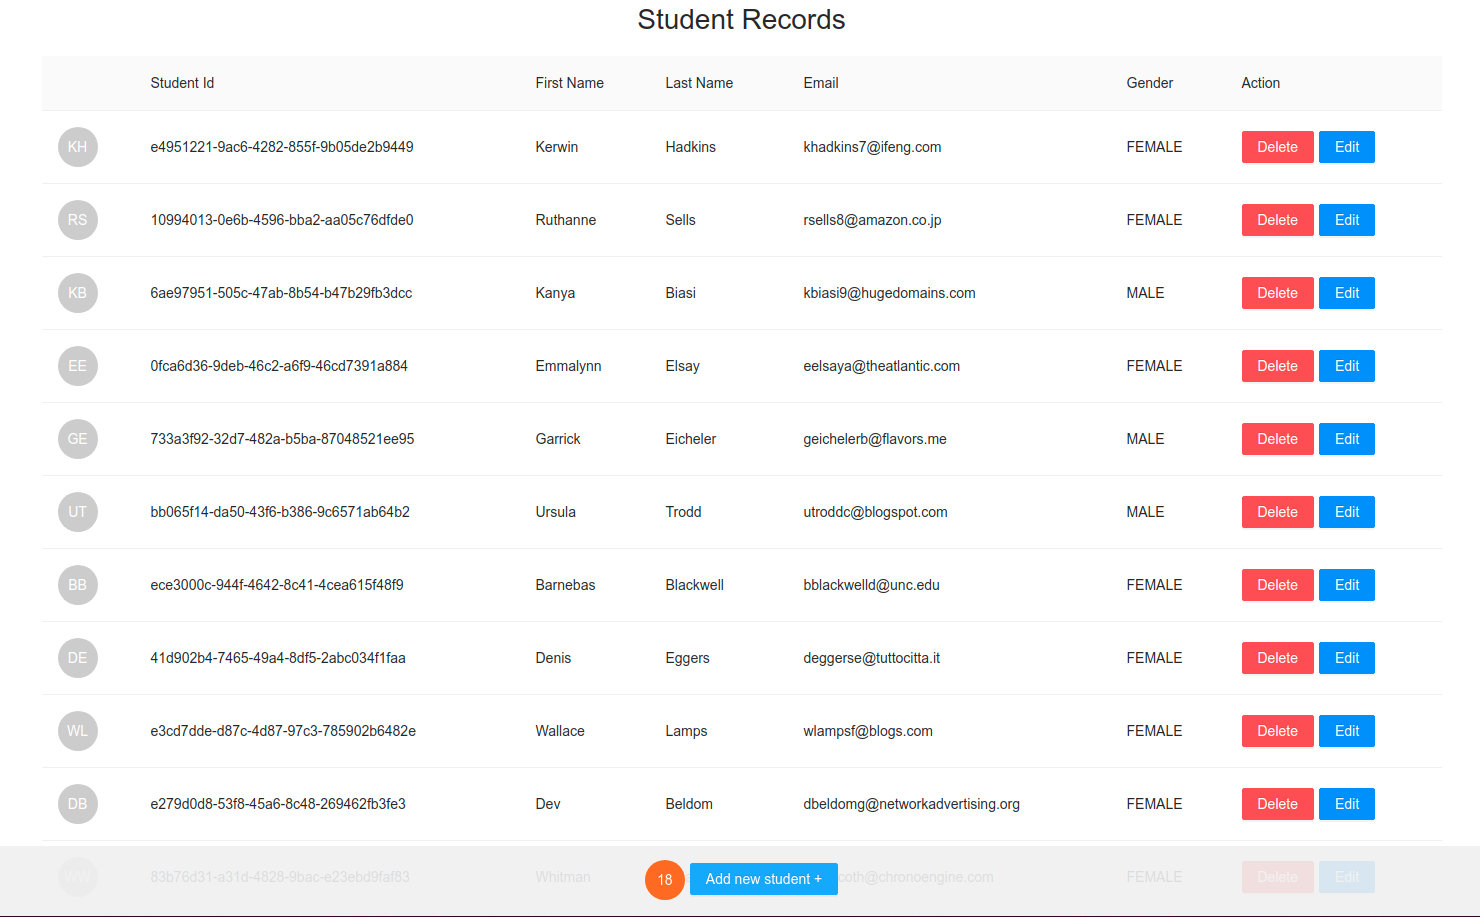 Student Records
Student Id First Name Last Name Email Gender Action
KH e4951221-9ac6-4282-855f-9b05de2b9449 Kerwin Hadkins khadkins7@ifeng.com FEMALE Delete Edit
RS 10994013-0e6b-4596-bba2-aa05c76dfde0 Ruthanne Sells rsells8@amazon.co.jp FEMALE Delete Edit
KB 6ae97951-505c-47ab-8b54-b47b29fb3dcc Kanya Biasi kbiasi9@hugedomains.com MALE Delete Edit
EE 0fca6d36-9deb-46c2-a6f9-46cd7391a884 Emmalynn Elsay eelsaya@theatlantic.com FEMALE Delete Edit
GE 733a3f92-32d7-482a-b5ba-87048521ee95 Garrick Eicheler geichelerb@flavors.me MALE Delete Edit
UT bb065f14-da50-43f6-b386-9c6571ab64b2 Ursula Trodd utroddc@blogspot.com MALE Delete Edit
BB ece3000c-944f-4642-8c41-4cea615f48f9 Barnebas Blackwell bblackwelld@unc.edu FEMALE Delete Edit
DE 41d902b4-7465-49a4-8df5-2abc034f1faa Denis Eggers deggerse@tuttocitta.it FEMALE Delete Edit
WL e3cd7dde-d87c-4d87-97c3-785902b6482e Wallace Lamps wlampsf@blogs.com FEMALE Delete Edit
DB e279d0d8-53f8-45a6-8c48-269462fb3fe3 Dev Beldom dbeldomg@networkadvertising.org FEMALE Delete Edit
WW 83b76d31-a31d-4828-9bac-e23ebd9faf83 Whitman 18 Add new student + coth@chronoengine.com FEMALE Delete Edit